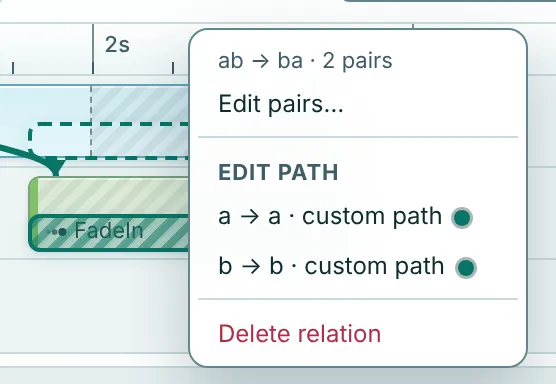 2s
ab → ba · 2 pairs
Edit pairs...
EDIT PATH
a → a · custom path
b → b · custom path
FadeIn
Delete relation